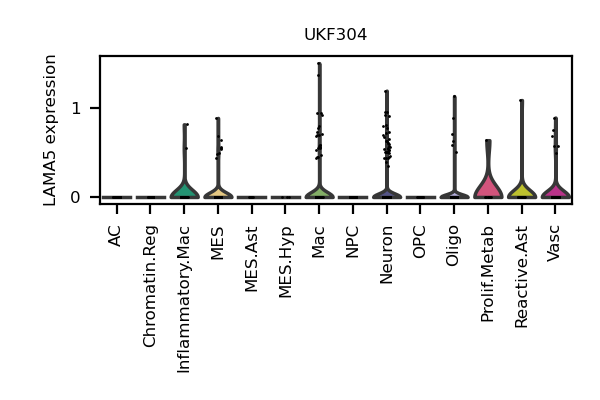 UKF304
LAMA5 expression
1
0
AC
Chromatin.Reg
Inflammatory.Mac
MES
MES.Ast
MES.Hyp
Mac
NPC
Neuron
OPC
Oligo
Prolif.Metab
Reactive.Ast
Vasc